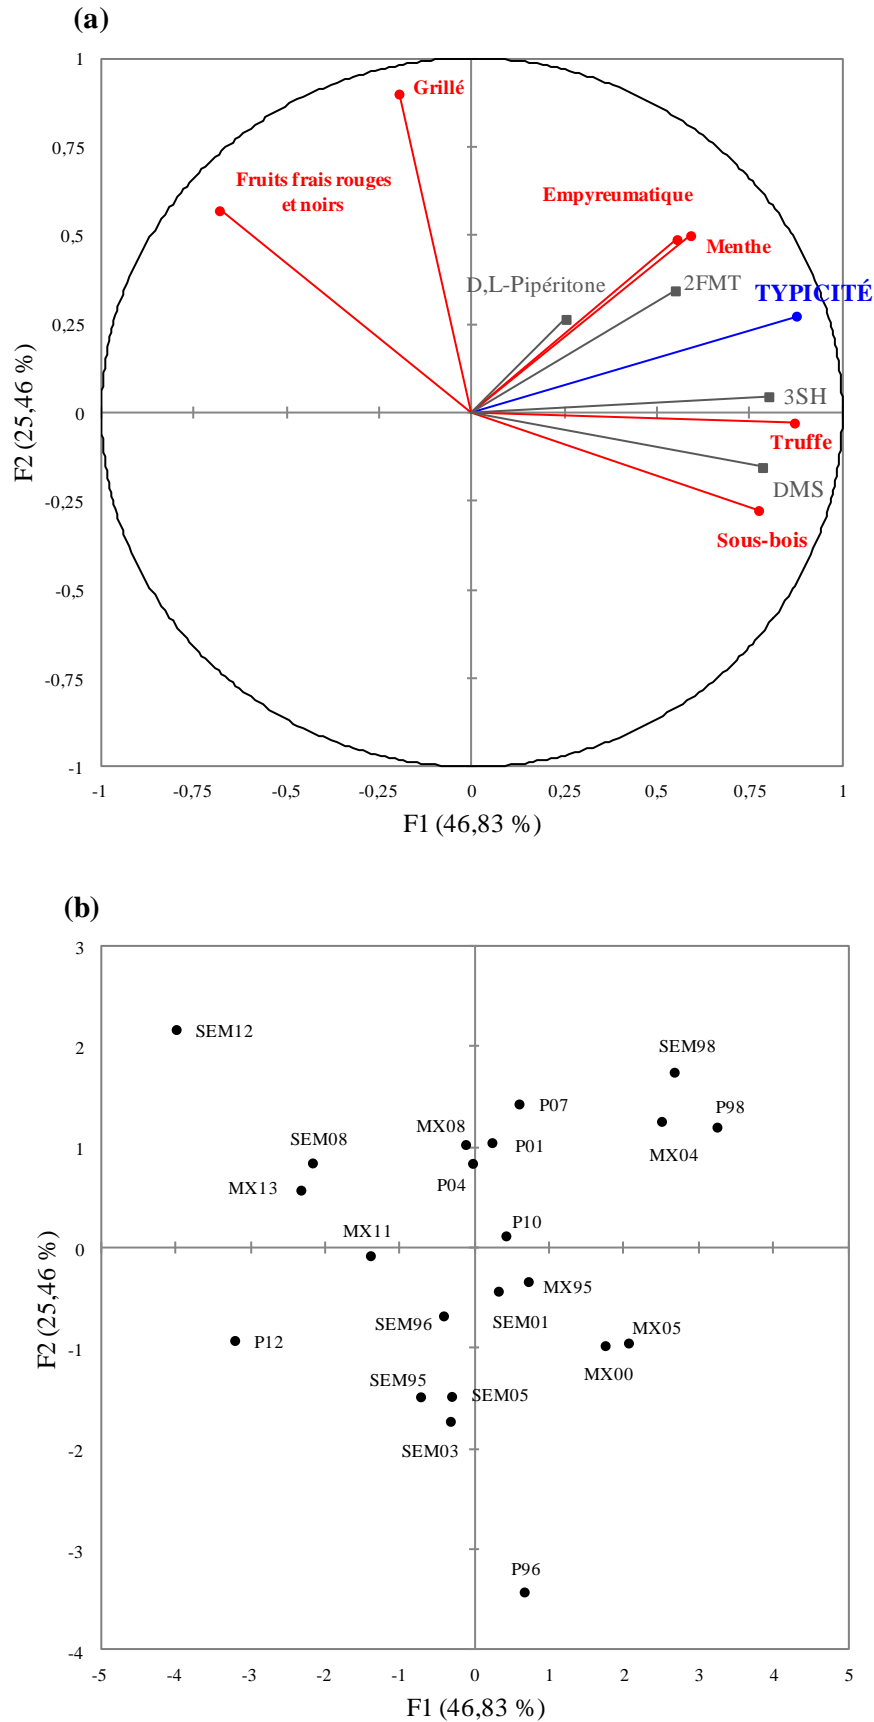 (a)
1
Grillé
0,75
Fruits frais rouges
et noirs
Empyreumatique
0,5
Menthe
D,L-Pipéritone
2FMT
TYPICITÉ
0,25
3SH
0
Truffe
DMS
-0,25
Sous-bois
-0,5
-0,75
-1
F2 (25,46 %)
-1 -0,75 -0,5 -0,25 0 0,25 0,5 0,75 1
F1 (46,83 %)
(b)
3
SEM12
2
SEM98
P07
P98
MX08
P01
SEM08
1
MX04
P04
MX13
P10
MX11
0
MX95
SEM96
SEM01
MX05
P12
-1
MX00
SEM95
SEM05
SEM03
-2
-3
P96
-4
F2 (25,46 %)
-5 -4 -3 -2 -1 0 1 2 3 4 5
F1 (46,83 %)